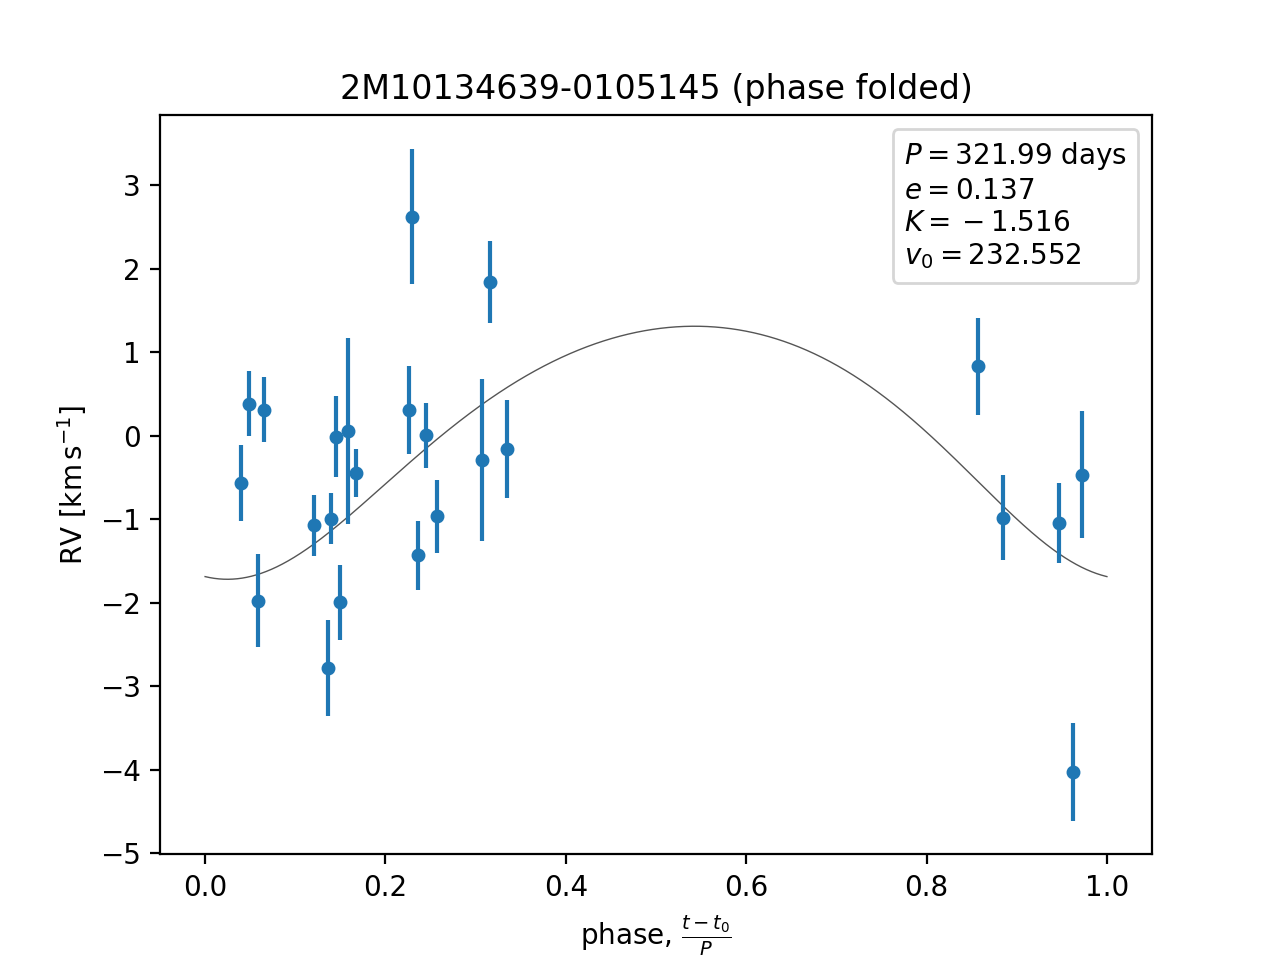 2M10134639-0105145 (phase folded)
P = 321.99 days
e = 0.137
K = −1.516
v₀ = 232.552
RV [km s⁻¹]
3
2
1
0
−1
−2
−3
−4
−5
0.0 0.2 0.4 0.6 0.8 1.0
phase, (t − t₀)/P